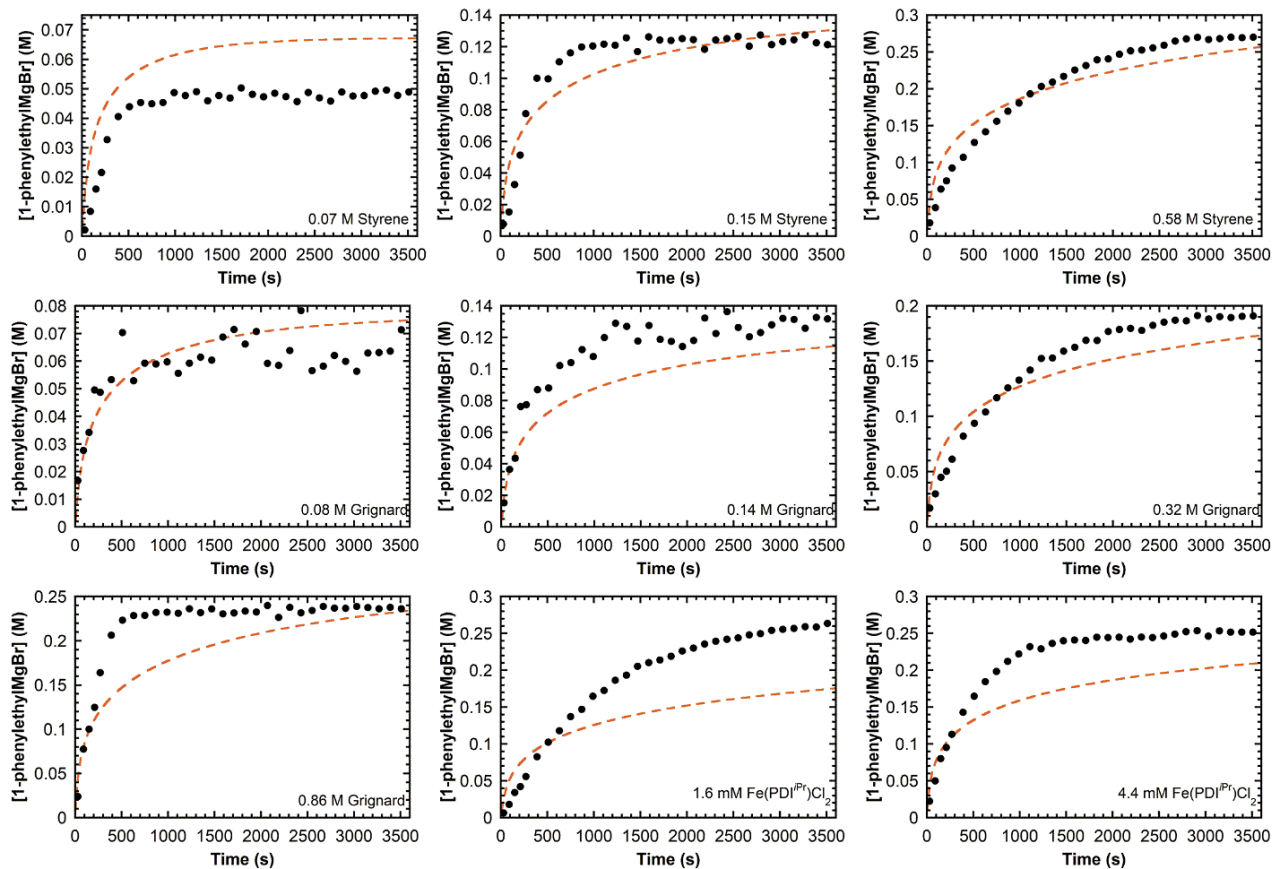 [1-phenylethylMgBr] (M)
0.07
0.06
0.05
0.04
0.03
0.02
0.01
0
0.07 M Styrene
0 500 1000 1500 2000 2500 3000 3500
Time (s)
[1-phenylethylMgBr] (M)
0.14
0.12
0.1
0.08
0.06
0.04
0.02
0
0.15 M Styrene
0 500 1000 1500 2000 2500 3000 3500
Time (s)
[1-phenylethylMgBr] (M)
0.3
0.25
0.2
0.15
0.1
0.05
0
0.58 M Styrene
0 500 1000 1500 2000 2500 3000 3500
Time (s)
[1-phenylethylMgBr] (M)
0.08
0.07
0.06
0.05
0.04
0.03
0.02
0.01
0
0.08 M Grignard
0 500 1000 1500 2000 2500 3000 3500
Time (s)
[1-phenylethylMgBr] (M)
0.14
0.12
0.1
0.08
0.06
0.04
0.02
0
0.14 M Grignard
0 500 1000 1500 2000 2500 3000 3500
Time (s)
[1-phenylethylMgBr] (M)
0.2
0.15
0.1
0.05
0
0.32 M Grignard
0 500 1000 1500 2000 2500 3000 3500
Time (s)
[1-phenylethylMgBr] (M)
0.25
0.2
0.15
0.1
0.05
0
0.86 M Grignard
0 500 1000 1500 2000 2500 3000 3500
Time (s)
[1-phenylethylMgBr] (M)
0.3
0.25
0.2
0.15
0.1
0.05
0
1.6 mM Fe(PDI^iPr)Cl₂
0 500 1000 1500 2000 2500 3000 3500
Time (s)
[1-phenylethylMgBr] (M)
0.3
0.25
0.2
0.15
0.1
0.05
0
4.4 mM Fe(PDI^iPr)Cl₂
0 500 1000 1500 2000 2500 3000 3500
Time (s)